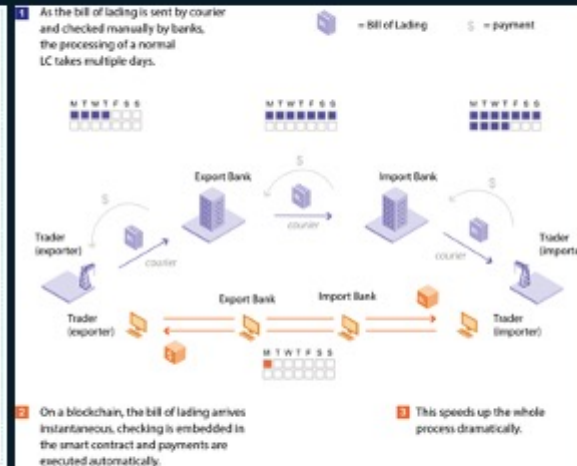 1 As the bill of lading is sent by courier
and checked manually by banks,
the processing of a normal
LC takes multiple days.
= Bill of Lading
$ = payment
M T W T F S S
M T W T F S S
M T W T F S S
$
$
$
Export Bank
Import Bank
Trader
(exporter)
courier
courier
courier
Trader
(importe
Export Bank
Import Bank
Trader
(exporter)
Trader
(importer)
M T W T F S S
2 On a blockchain, the bill of lading arrives
instantaneous, checking is embedded in
the smart contract and payments are
executed automatically.
3 This speeds up the whole
process dramatically.